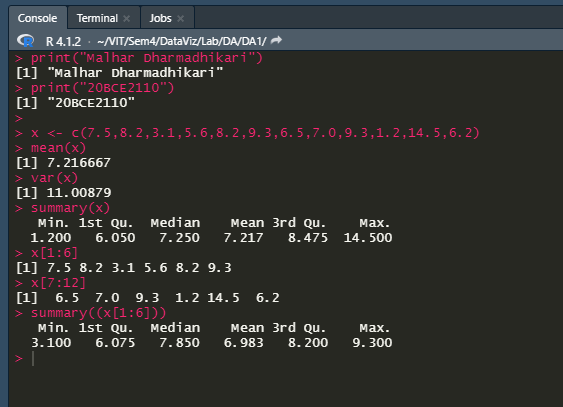 Console Terminal × Jobs ×
R 4.1.2 · ~/VIT/Sem4/DataViz/Lab/DA/DA1/
> print("Malhar Dharmadhikari")
[1] "Malhar Dharmadhikari"
> print("20BCE2110")
[1] "20BCE2110"
>
> x <- c(7.5,8.2,3.1,5.6,8.2,9.3,6.5,7.0,9.3,1.2,14.5,6.2)
> mean(x)
[1] 7.216667
> var(x)
[1] 11.00879
> summary(x)
   Min. 1st Qu.  Median    Mean 3rd Qu.    Max.
  1.200   6.050   7.250   7.217   8.475  14.500
> x[1:6]
[1] 7.5 8.2 3.1 5.6 8.2 9.3
> x[7:12]
[1]  6.5  7.0  9.3  1.2 14.5  6.2
> summary((x[1:6]))
   Min. 1st Qu.  Median    Mean 3rd Qu.    Max.
  3.100   6.075   7.850   6.983   8.200   9.300
>